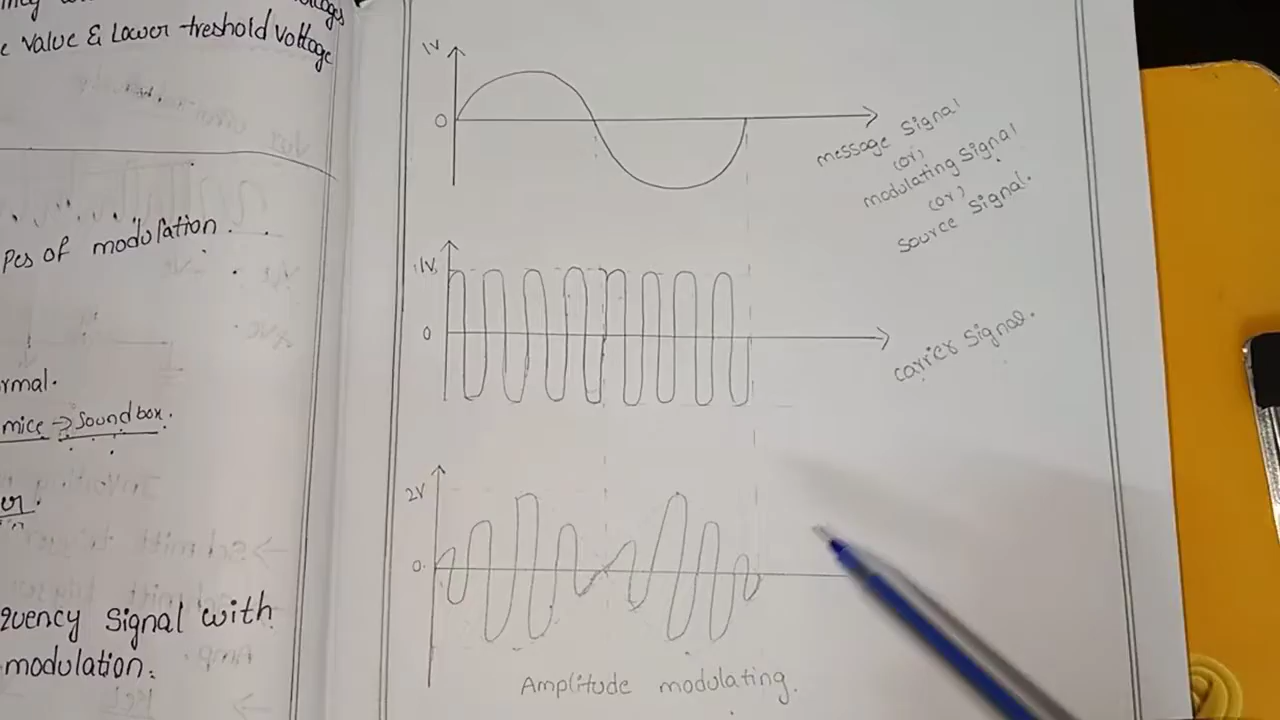 c value & Lower treshold voltage
pes of modulation.
rmal.
mice → Sound box.
er.
quency Signal with
modulation.
1V
0
message Signal
(or)
modulating Signal
(or)
Source Signal.
1V
0
carrier Signal.
2V
0.
Amplitude modulating.